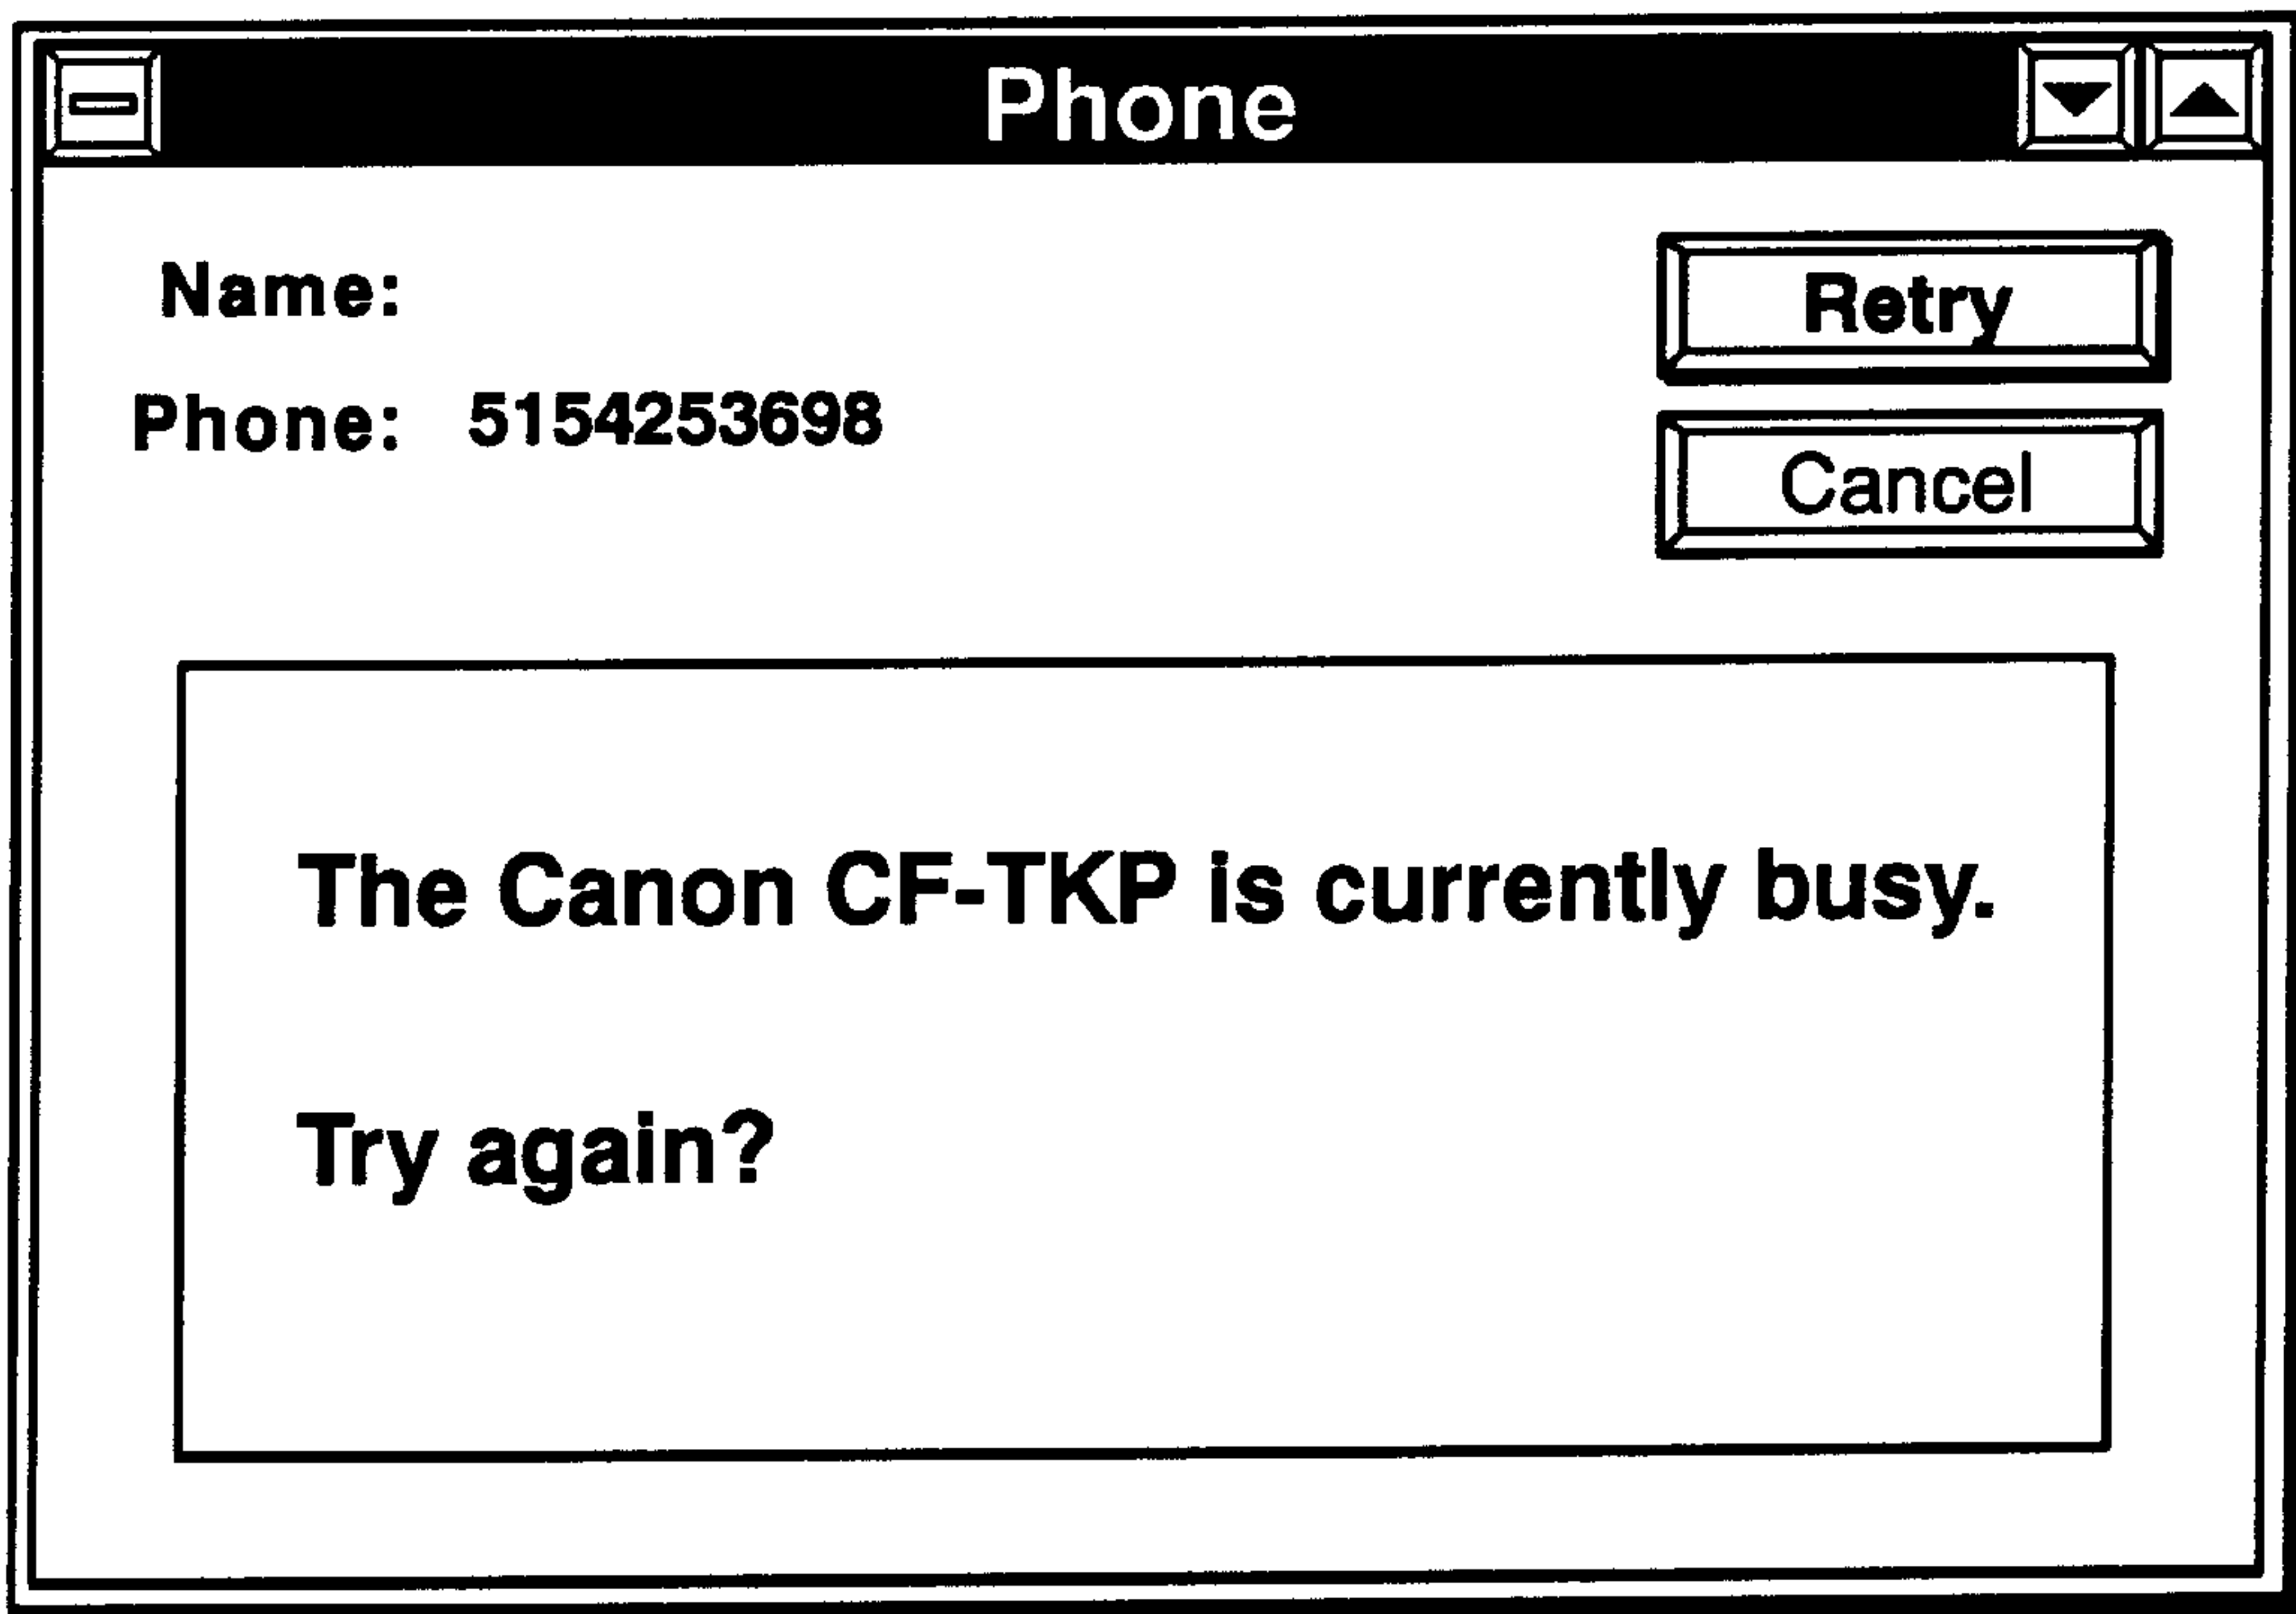 Phone
Name:
Retry
Phone: 5154253698
Cancel
The Canon CF-TKP is currently busy.
Try again?